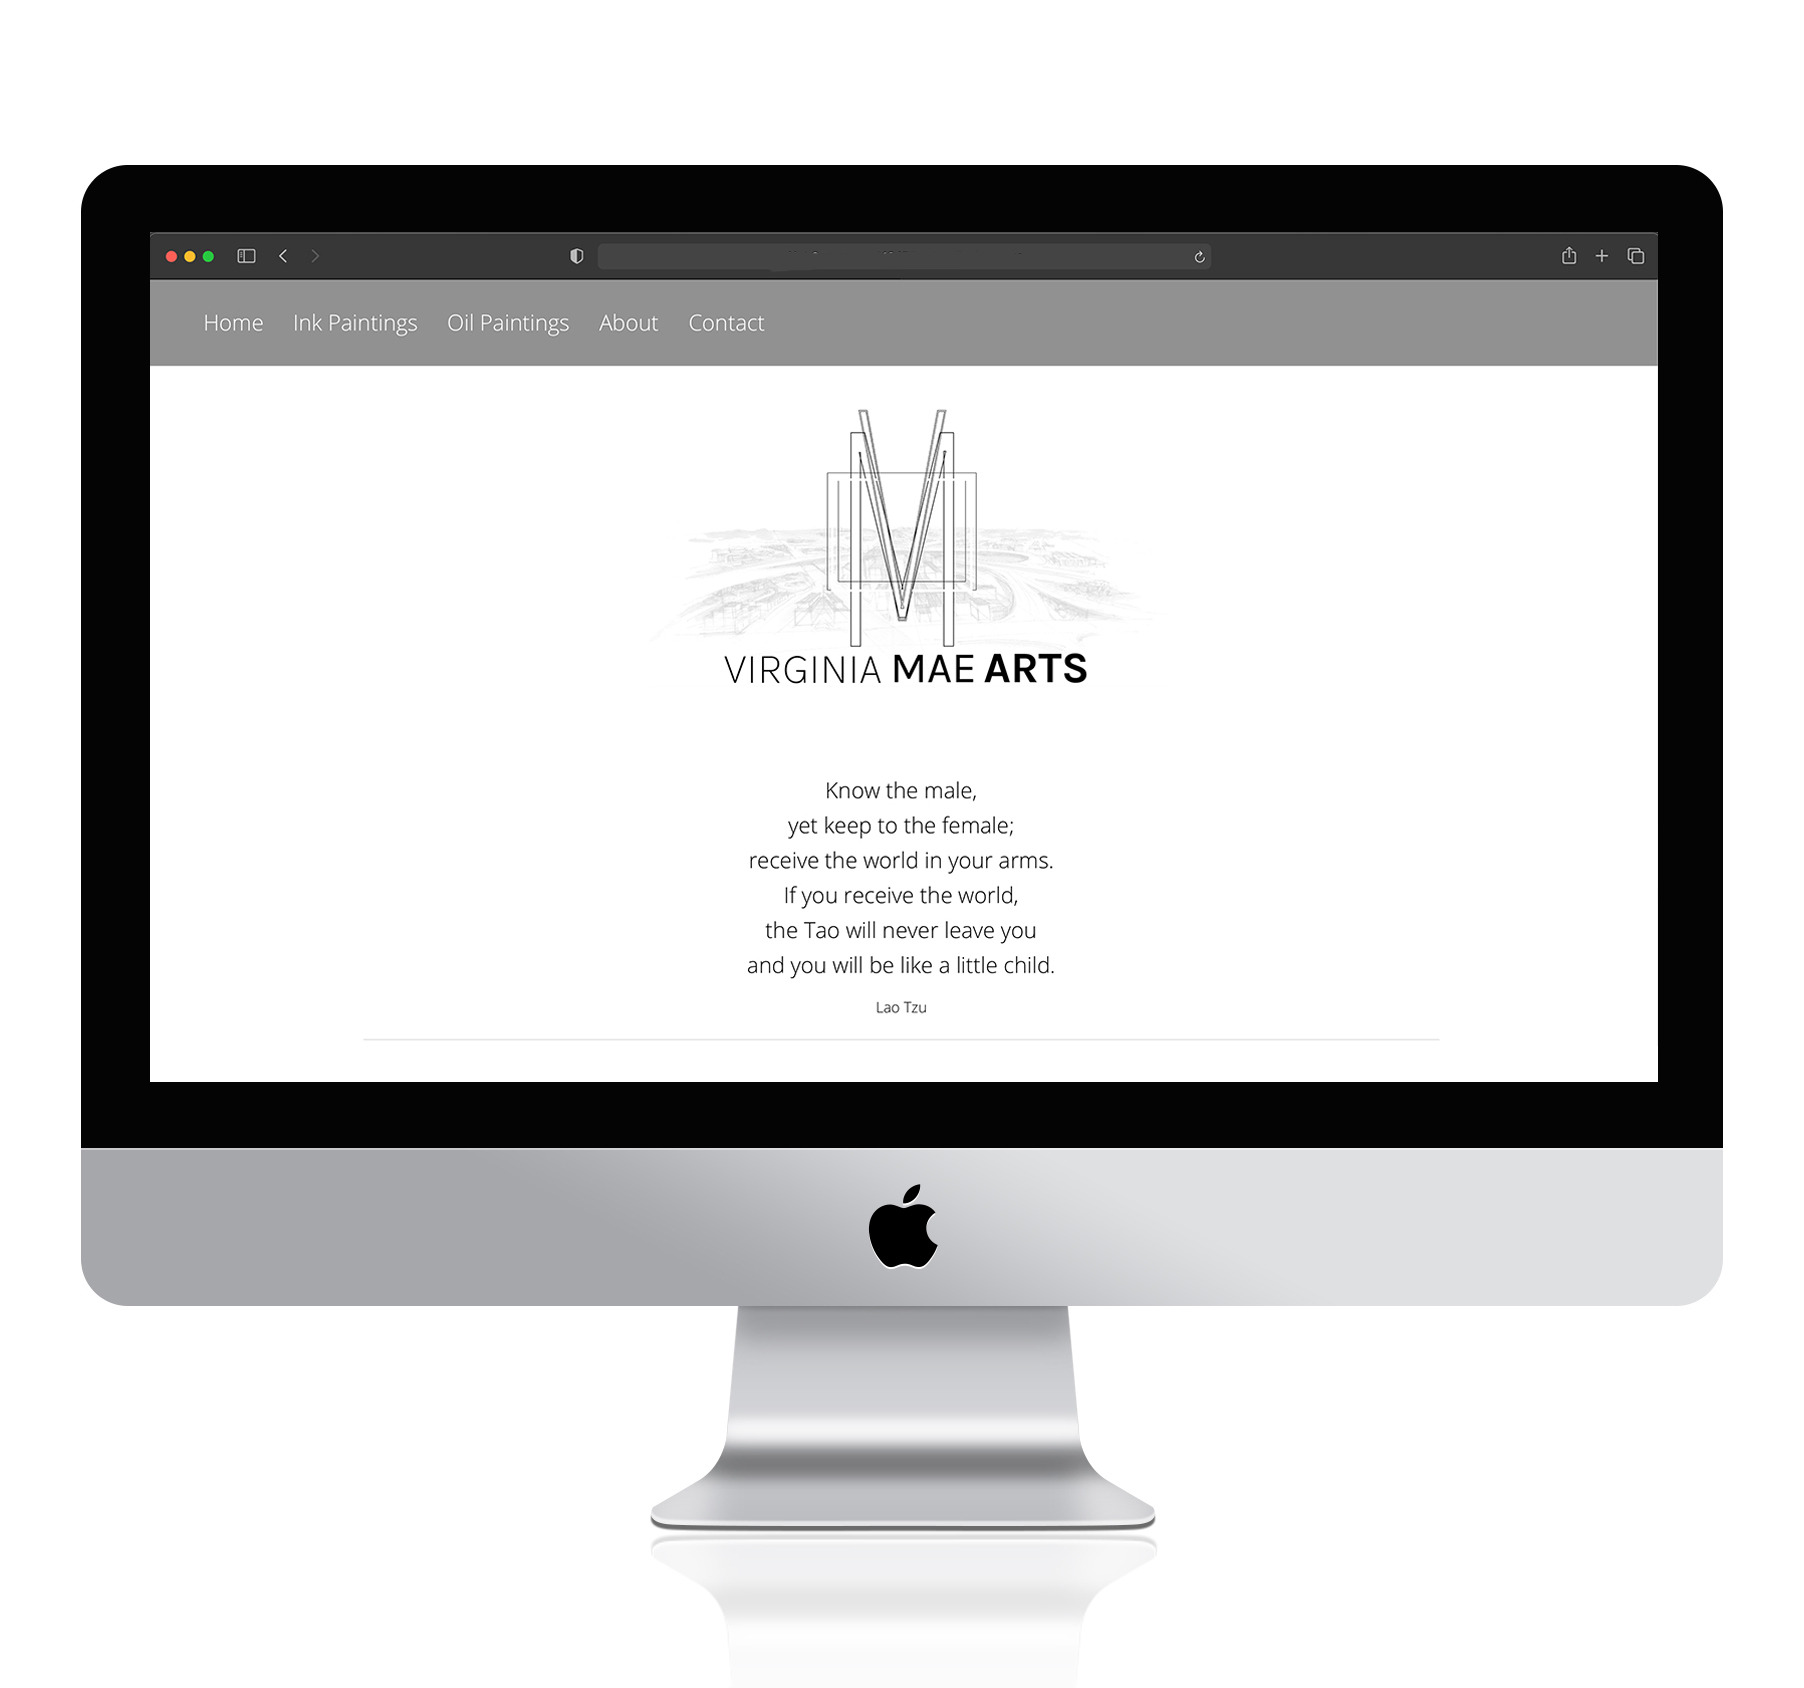 Home Ink Paintings Oil Paintings About Contact
VIRGINIA MAE ARTS
Know the male,
yet keep to the female;
receive the world in your arms.
If you receive the world,
the Tao will never leave you
and you will be like a little child.
Lao Tzu